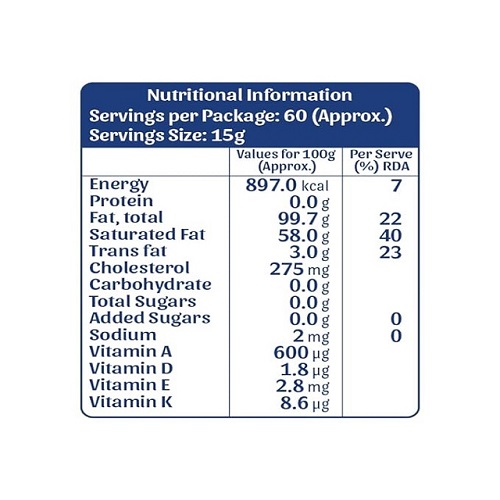 Nutritional Information
Servings per Package: 60 (Approx.)
Servings Size: 15g
Values for 100g (Approx.) Per Serve (%) RDA
Energy 897.0 kcal 7
Protein 0.0 g
Fat, total 99.7 g 22
Saturated Fat 58.0 g 40
Trans fat 3.0 g 23
Cholesterol 275 mg
Carbohydrate 0.0 g
Total Sugars 0.0 g
Added Sugars 0.0 g 0
Sodium 2 mg 0
Vitamin A 600 µg
Vitamin D 1.8 µg
Vitamin E 2.8 mg
Vitamin K 8.6 µg